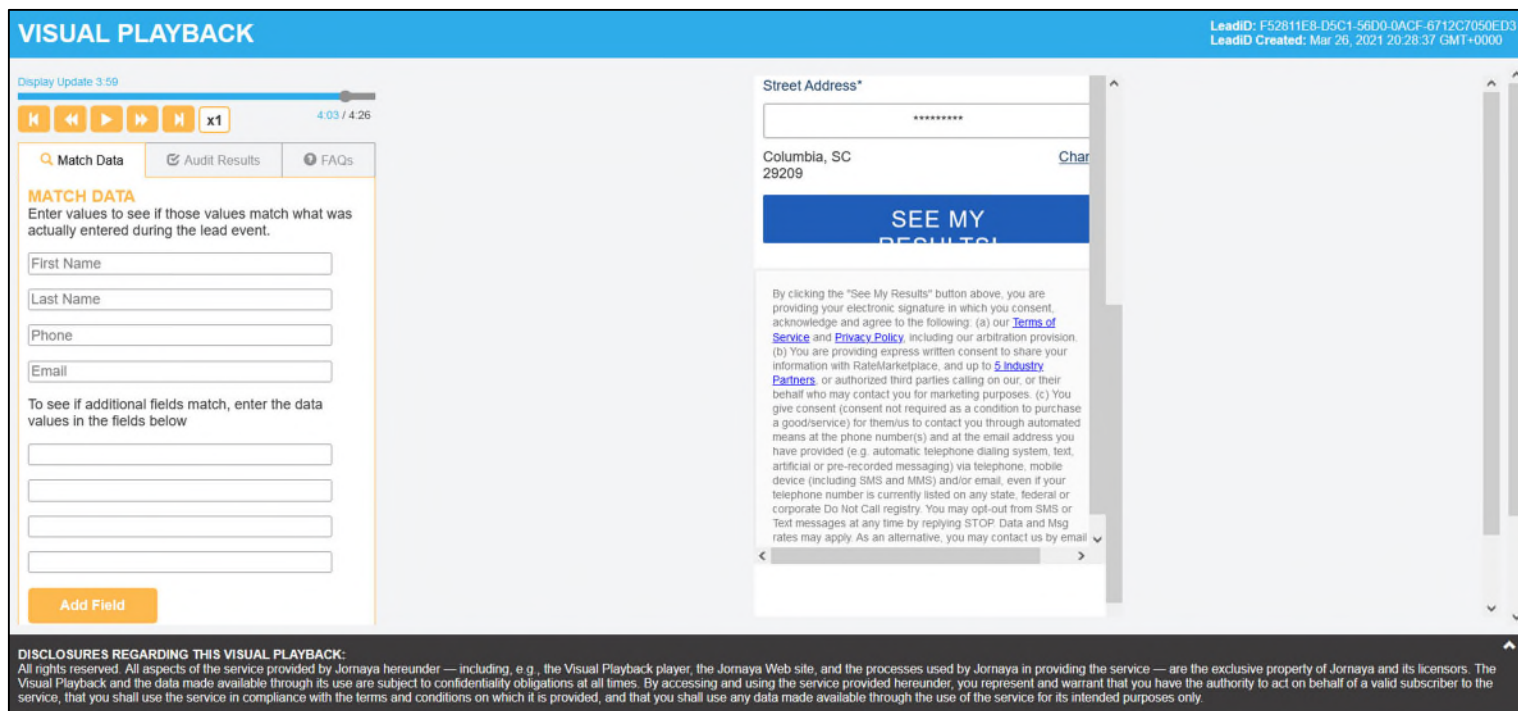 VISUAL PLAYBACK
LeadiD: F52811E8-D5C1-56D0-0ACF-6712C7050ED3
LeadiD Created: Mar 26, 2021 20:28:37 GMT+0000
Display Update 3:59
x1
4:03 / 4:26
Match Data
Audit Results
FAQs
MATCH DATA
Enter values to see if those values match what was
actually entered during the lead event.
First Name
Last Name
Phone
Email
To see if additional fields match, enter the data
values in the fields below
Add Field
Street Address*
*********
Columbia, SC
29209
Char
SEE MY
RESULTS!
By clicking the "See My Results" button above, you are
providing your electronic signature in which you consent,
acknowledge and agree to the following: (a) our Terms of
Service and Privacy Policy, including our arbitration provision.
(b) You are providing express written consent to share your
information with RateMarketplace, and up to 5 Industry
Partners, or authorized third parties calling on our, or their
behalf who may contact you for marketing purposes. (c) You
give consent (consent not required as a condition to purchase
a good/service) for them/us to contact you through automated
means at the phone number(s) and at the email address you
have provided (e.g. automatic telephone dialing system, text,
artificial or pre-recorded messaging) via telephone, mobile
device (including SMS and MMS) and/or email, even if your
telephone number is currently listed on any state, federal or
corporate Do Not Call registry. You may opt-out from SMS or
Text messages at any time by replying STOP. Data and Msg
rates may apply. As an alternative, you may contact us by email
DISCLOSURES REGARDING THIS VISUAL PLAYBACK:
All rights reserved. All aspects of the service provided by Jornaya hereunder — including, e.g., the Visual Playback player, the Jornaya Web site, and the processes used by Jornaya in providing the service — are the exclusive property of Jornaya and its licensors. The
Visual Playback and the data made available through its use are subject to confidentiality obligations at all times. By accessing and using the service provided hereunder, you represent and warrant that you have the authority to act on behalf of a valid subscriber to the
service, that you shall use the service in compliance with the terms and conditions on which it is provided, and that you shall use any data made available through the use of the service for its intended purposes only.